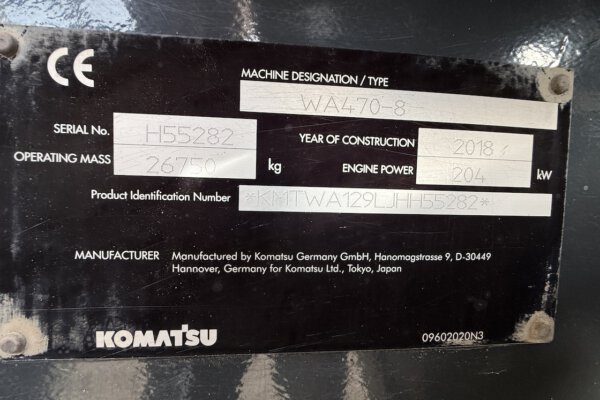 CE
MACHINE DESIGNATION / TYPE
WA470-8
SERIAL No. H55282 YEAR OF CONSTRUCTION 2018
OPERATING MASS 26750 kg ENGINE POWER 204 kW
Product Identification Number *KMTWA129LJHH55282*
MANUFACTURER Manufactured by Komatsu Germany GmbH, Hanomagstrasse 9, D-30449
Hannover, Germany for Komatsu Ltd., Tokyo, Japan
KOMATSU 09602020N3